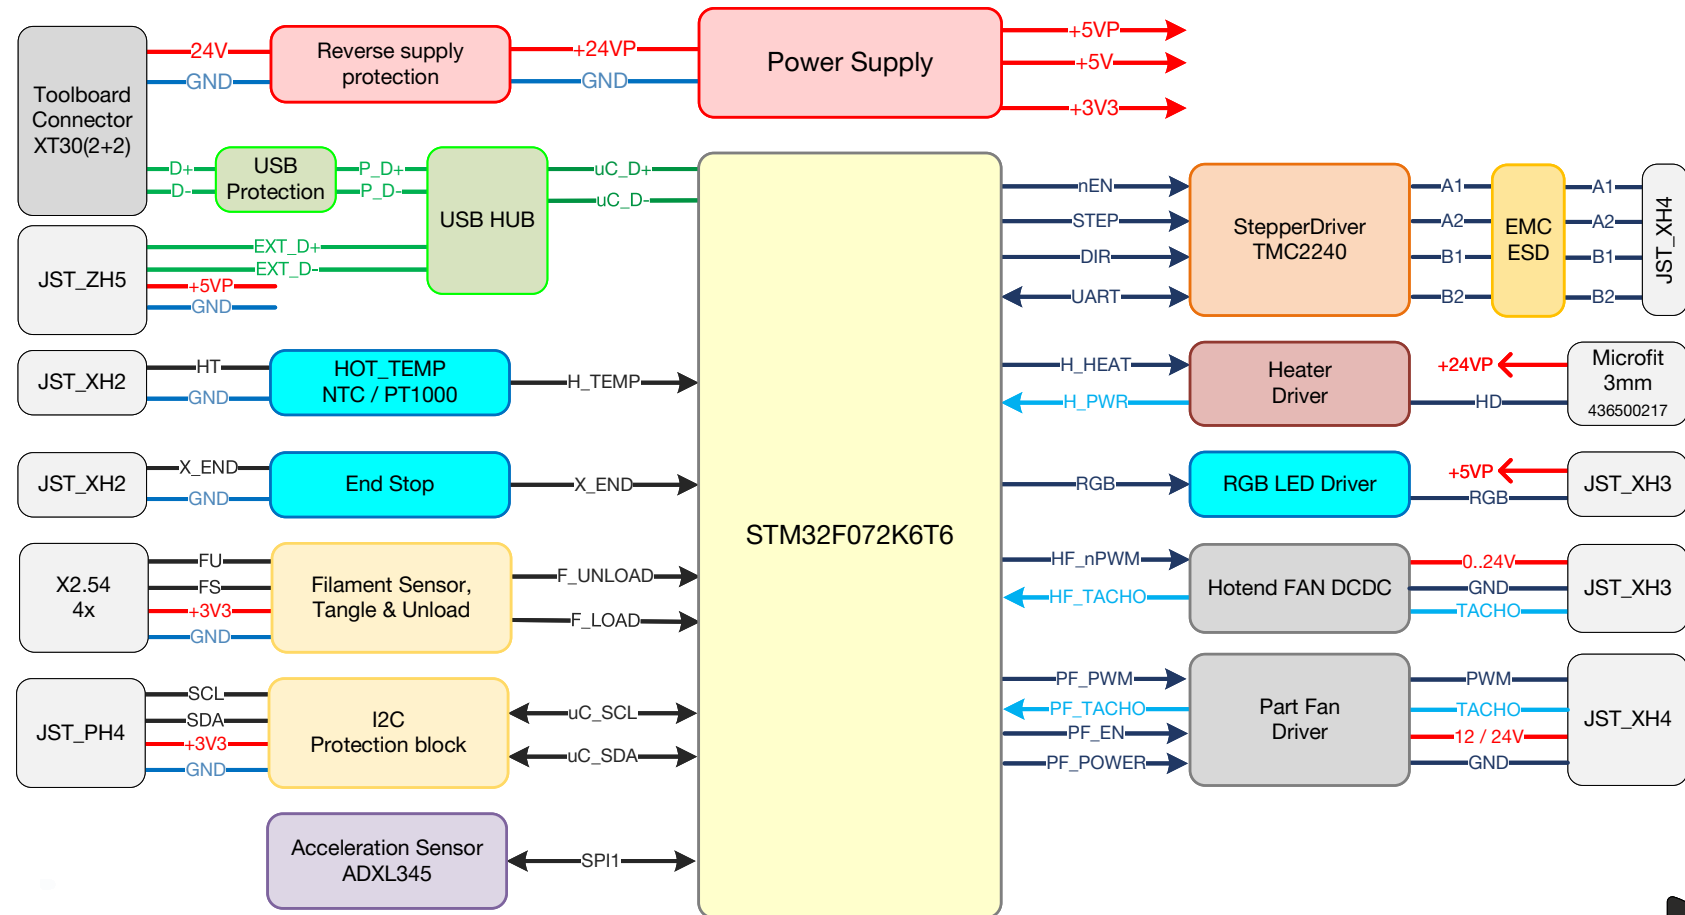 Toolboard
Connector
XT30(2+2)
24V
GND
Reverse supply
protection
+24VP
GND
Power Supply
+5VP
+5V
+3V3
D+
D-
USB
Protection
P_D+
P_D-
USB HUB
uC_D+
uC_D-
JST_ZH5
EXT_D+
EXT_D-
+5VP
GND
JST_XH2
HT
GND
HOT_TEMP
NTC / PT1000
H_TEMP
JST_XH2
X_END
GND
End Stop
X_END
X2.54
4x
FU
FS
+3V3
GND
Filament Sensor,
Tangle & Unload
F_UNLOAD
F_LOAD
JST_PH4
SCL
SDA
+3V3
GND
I2C
Protection block
uC_SCL
uC_SDA
Acceleration Sensor
ADXL345
SPI1
STM32F072K6T6
nEN
STEP
DIR
UART
StepperDriver
TMC2240
A1
A2
B1
B2
EMC
ESD
A1
A2
B1
B2
JST_XH4
H_HEAT
H_PWR
Heater
Driver
+24VP
HD
Microfit
3mm
436500217
RGB
RGB LED Driver
+5VP
RGB
JST_XH3
HF_nPWM
HF_TACHO
Hotend FAN DCDC
0..24V
GND
TACHO
JST_XH3
PF_PWM
PF_TACHO
PF_EN
PF_POWER
Part Fan
Driver
PWM
TACHO
12 / 24V
GND
JST_XH4